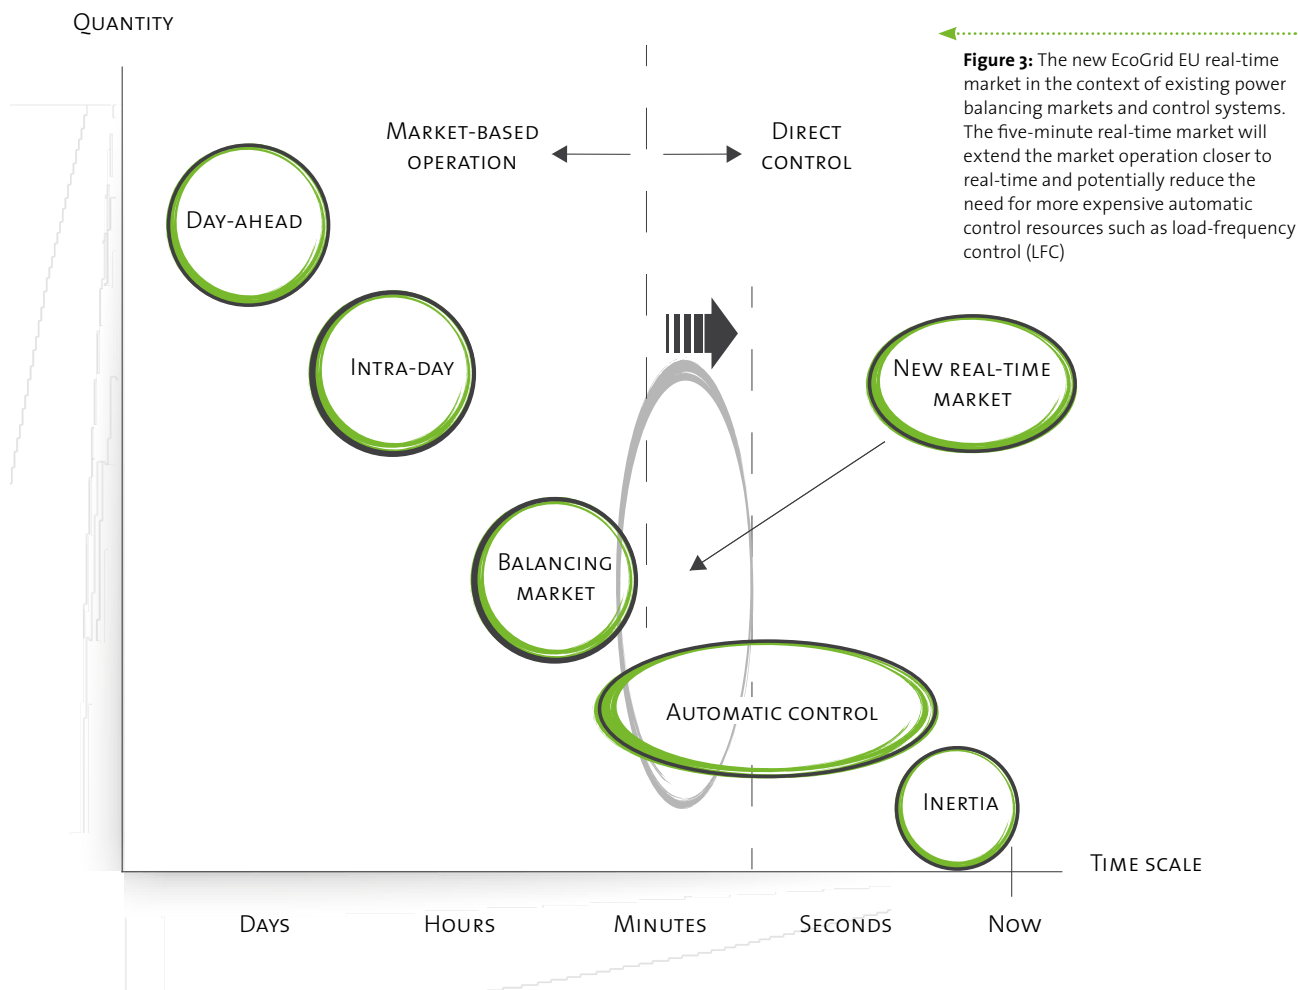 Quantity
Market-based
operation
Direct
control
Figure 3: The new EcoGrid EU real-time
market in the context of existing power
balancing markets and control systems.
The five-minute real-time market will
extend the market operation closer to
real-time and potentially reduce the
need for more expensive automatic
control resources such as load-frequency
control (LFC)
Day-ahead
Intra-day
New real-time
market
Balancing
market
Automatic control
Inertia
Time scale
Days
Hours
Minutes
Seconds
Now